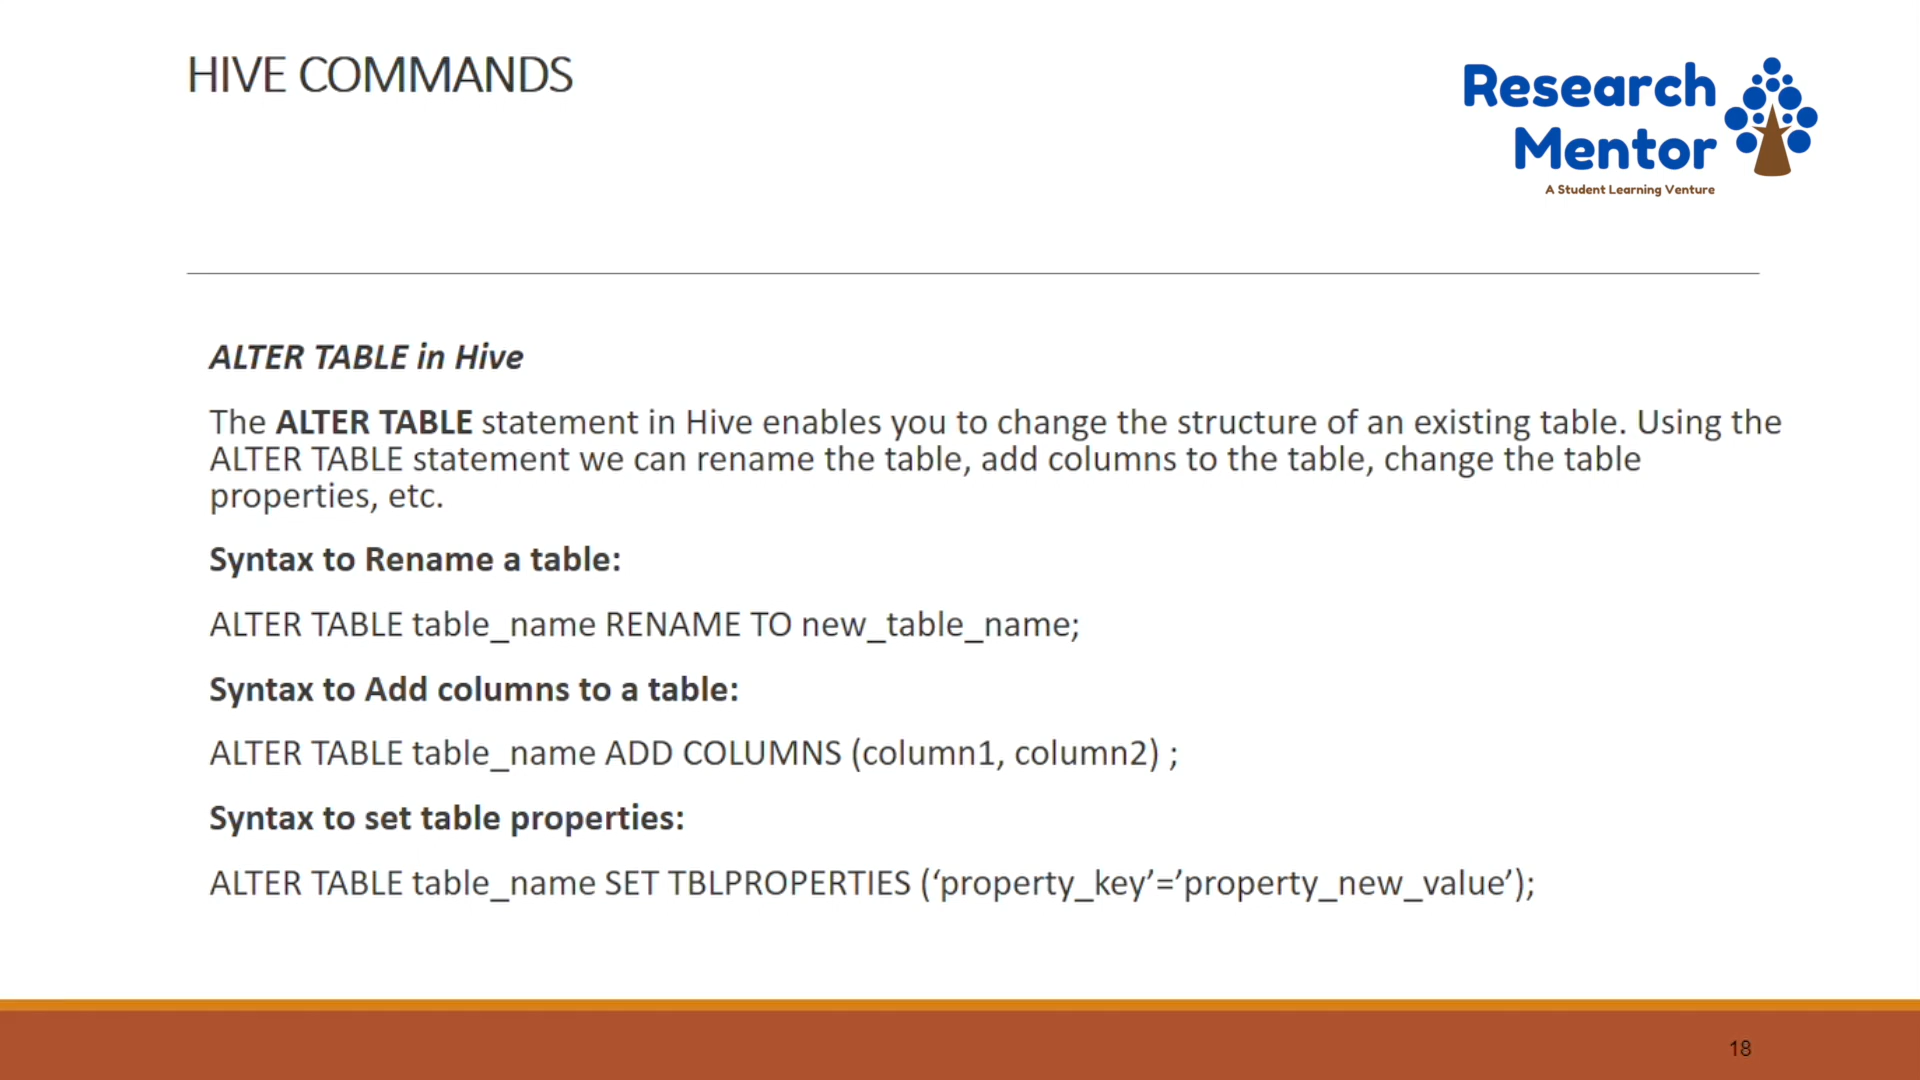 HIVE COMMANDS
Research
Mentor
A Student Learning Venture
ALTER TABLE in Hive
The ALTER TABLE statement in Hive enables you to change the structure of an existing table. Using the
ALTER TABLE statement we can rename the table, add columns to the table, change the table
properties, etc.
Syntax to Rename a table:
ALTER TABLE table_name RENAME TO new_table_name;
Syntax to Add columns to a table:
ALTER TABLE table_name ADD COLUMNS (column1, column2) ;
Syntax to set table properties:
ALTER TABLE table_name SET TBLPROPERTIES (‘property_key’=’property_new_value’);
18